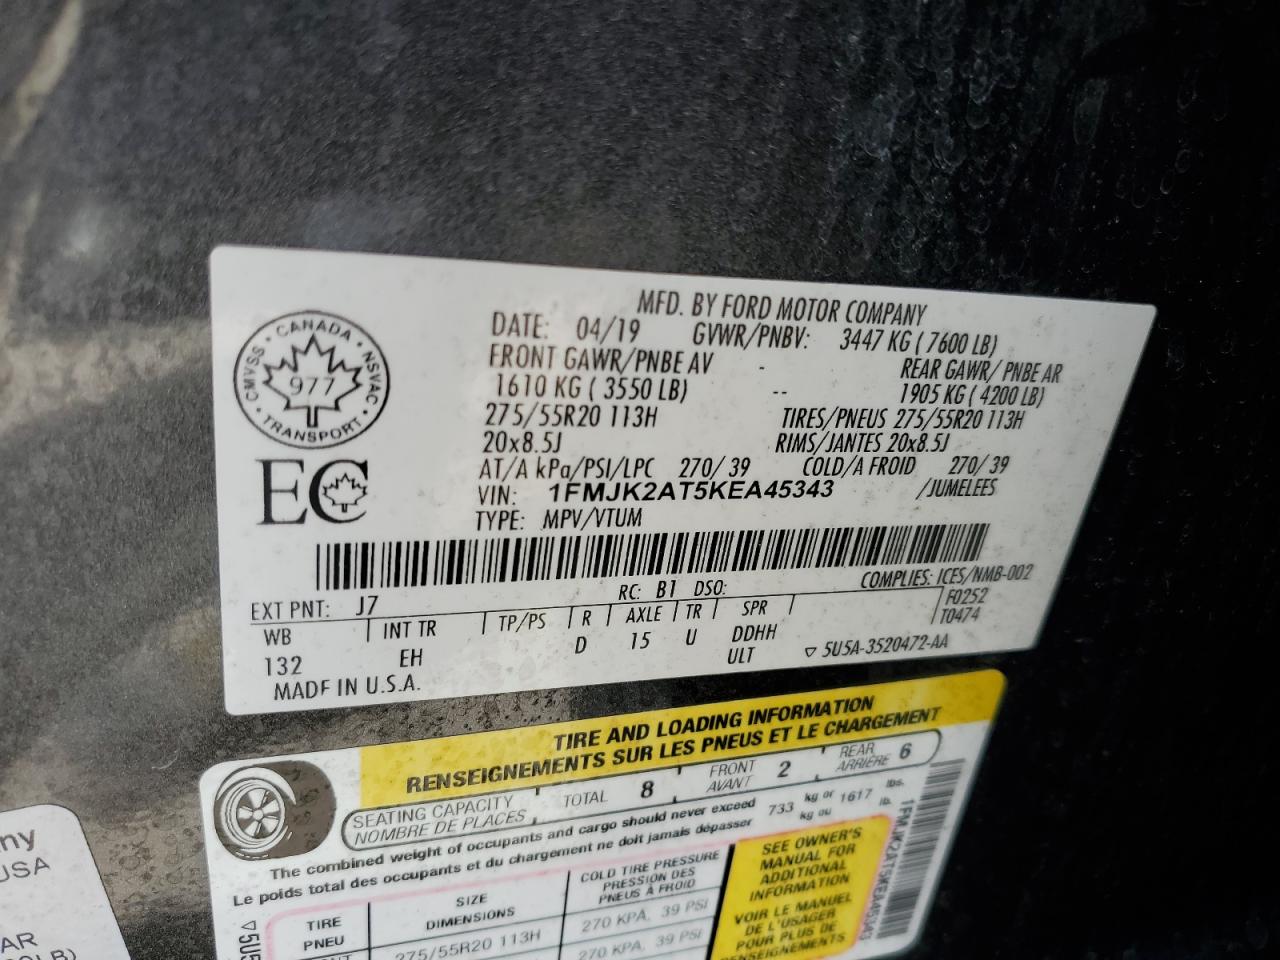 MFD. BY FORD MOTOR COMPANY
DATE: 04/19 GVWR/PNBV: 3447 KG ( 7600 LB)
FRONT GAWR/PNBE AV - REAR GAWR/ PNBE AR
1610 KG ( 3550 LB) -- 1905 KG ( 4200 LB)
275/55R20 113H TIRES/PNEUS 275/55R20 113H
20x8.5J RIMS/JANTES 20x8.5J
AT/A kPa/PSI/LPC 270/ 39 COLD/A FROID 270/ 39
VIN: 1FMJK2AT5KEA45343 /JUMELEES
TYPE: MPV/VTUM
CANADA
CMVSS 977 NSVAC
TRANSPORT
EC
RC: B1 DSO: COMPLIES: ICES/NMB-002
EXT PNT: J7 F0252
WB INT TR TP/PS R AXLE TR SPR T0474
132 EH D 15 U DDHH
ULT 5U5A-3520472-AA
MADE IN U.S.A.
TIRE AND LOADING INFORMATION
RENSEIGNEMENTS SUR LES PNEUS ET LE CHARGEMENT
SEATING CAPACITY TOTAL 8 FRONT 2 REAR 6
NOMBRE DE PLACES AVANT ARRIÈRE
The combined weight of occupants and cargo should never exceed 733 kg or 1617 lbs.
Le poids total des occupants et du chargement ne doit jamais dépasser kg ou lb.
TIRE SIZE COLD TIRE PRESSURE
PNEU DIMENSIONS PRESSION DES
PNEUS À FROID
275/55R20 113H 270 KPA, 39 PSI
270 KPA, 39 PSI
SEE OWNER'S
MANUAL FOR
ADDITIONAL
INFORMATION
VOIR LE MANUEL
DE L'USAGER
POUR PLUS DE
RENSEIGNEMENTS
1FMJK2AT5KEA45343
5U5
ny
USA
AR
LB)